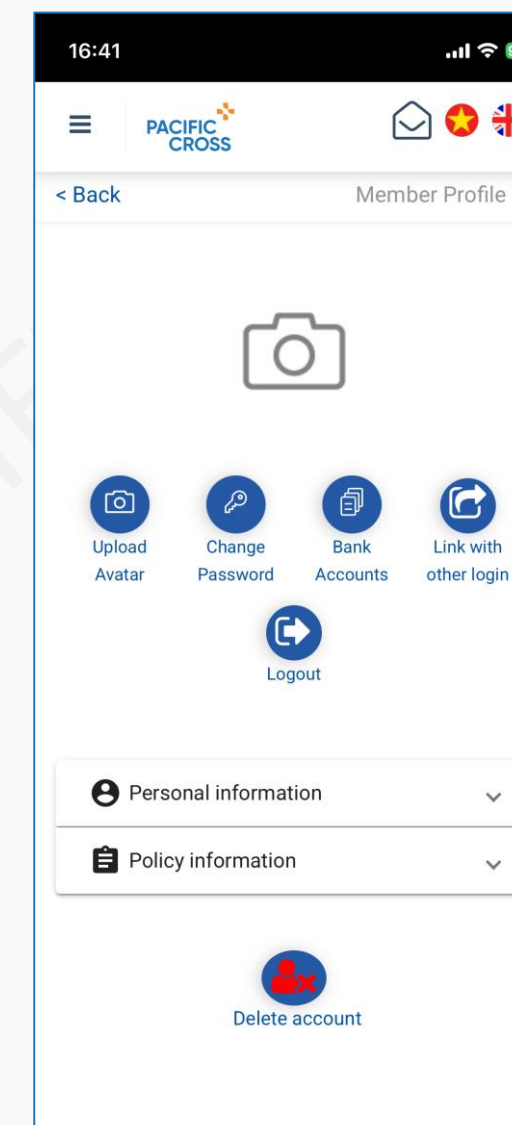 16:41
PACIFIC
CROSS
< Back
Member Profile
Upload
Avatar
Change
Password
Bank
Accounts
Link with
other login
Logout
Personal information
Policy information
Delete account